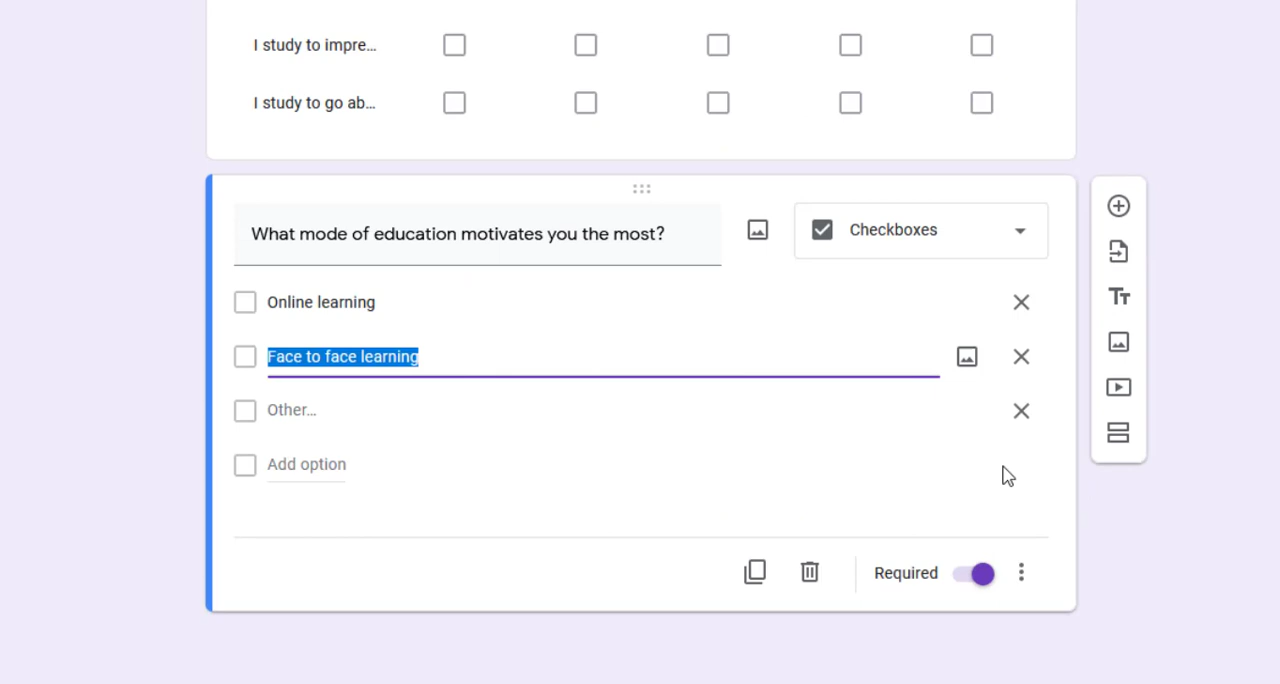 I study to impre...
I study to go ab...
What mode of education motivates you the most?
Checkboxes
Online learning
Face to face learning
Other...
Add option
Required